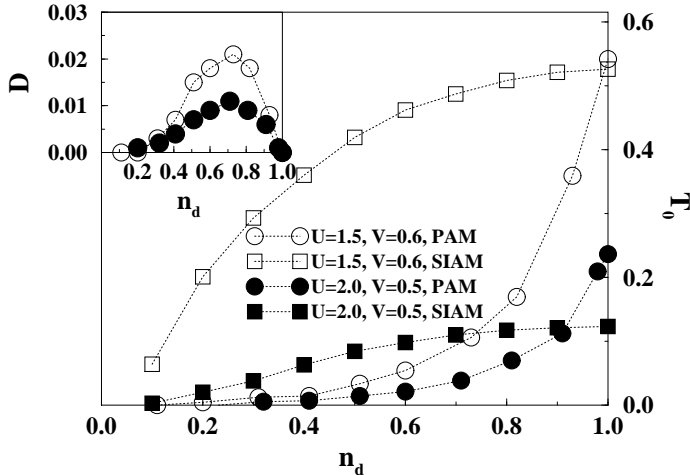 0.03
0.02
0.01
0.00
D
0.2 0.4 0.6 0.8 1.0
n_d
U=1.5, V=0.6, PAM
U=1.5, V=0.6, SIAM
U=2.0, V=0.5, PAM
U=2.0, V=0.5, SIAM
0.6
0.4
0.2
0.0
T_0
0.0 0.2 0.4 0.6 0.8 1.0
n_d